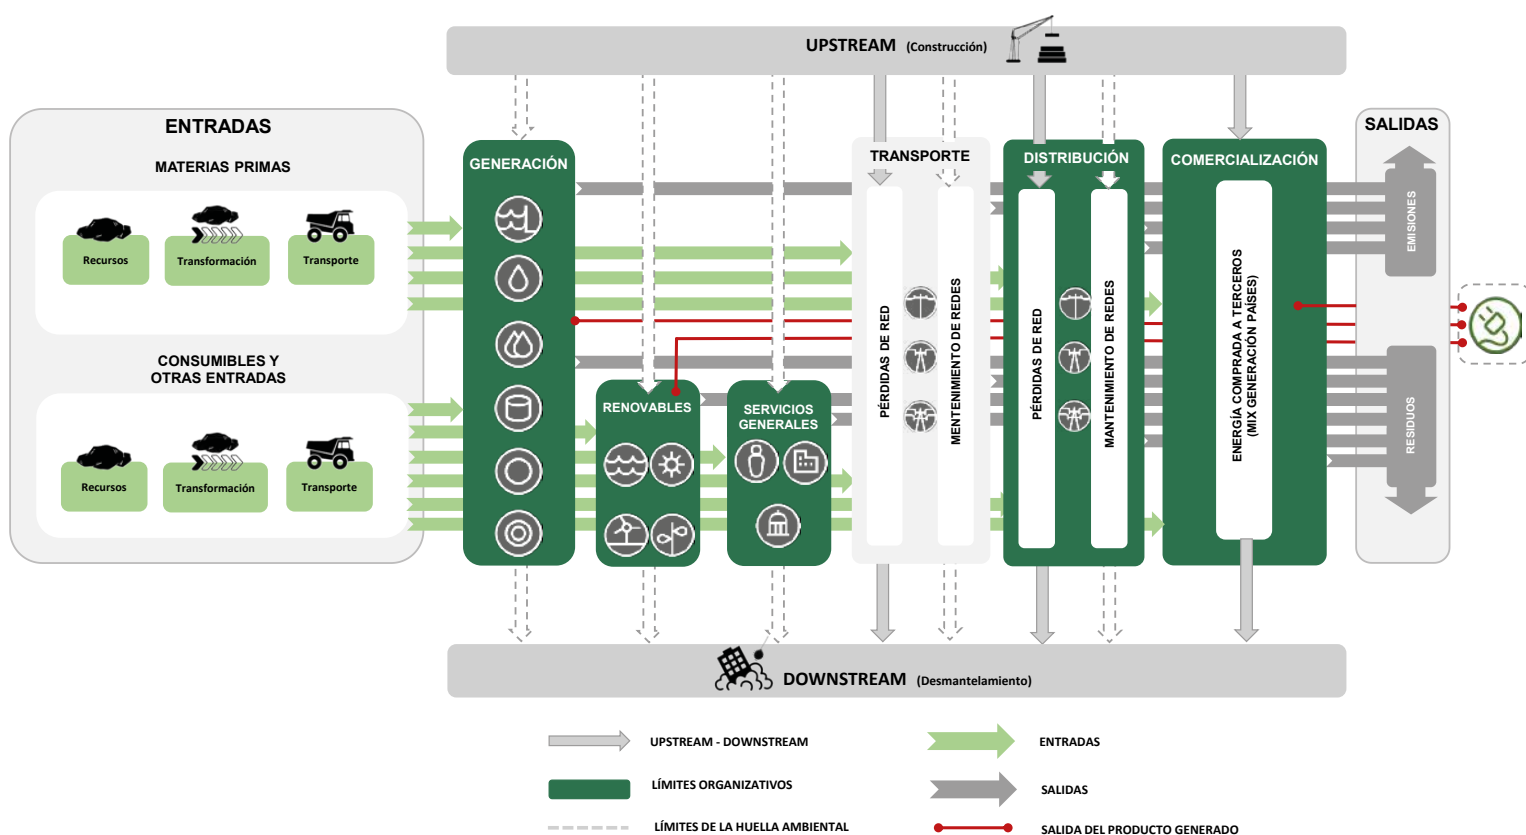 UPSTREAM (Construcción)
ENTRADAS
MATERIAS PRIMAS
Recursos
Transformación
Transporte
CONSUMIBLES Y
OTRAS ENTRADAS
Recursos
Transformación
Transporte
GENERACIÓN
RENOVABLES
SERVICIOS
GENERALES
TRANSPORTE
PÉRDIDAS DE RED
MENTENIMIENTO DE REDES
DISTRIBUCIÓN
PÉRDIDAS DE RED
MANTENIMIENTO DE REDES
COMERCIALIZACIÓN
ENERGÍA COMPRADA A TERCEROS
(MIX GENERACIÓN PAÍSES)
SALIDAS
EMISIONES
RESIDUOS
DOWNSTREAM (Desmantelamiento)
UPSTREAM - DOWNSTREAM
ENTRADAS
LÍMITES ORGANIZATIVOS
SALIDAS
LÍMITES DE LA HUELLA AMBIENTAL
SALIDA DEL PRODUCTO GENERADO